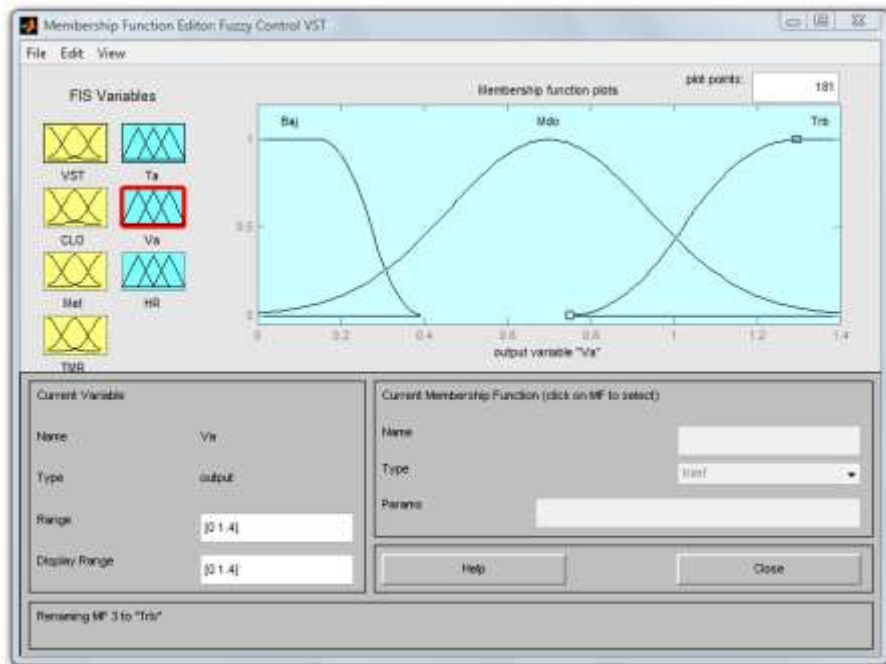 Membership Function Editor: Fuzzy Control VST
File Edit View
FIS Variables
VST
Ta
CLO
Va
Met
HR
TMR
Membership function plots
plot points:
181
Baj
Mdo
Trb
1
0.5
0
0
0.2
0.4
0.6
0.8
1
1.2
1.4
output variable "Va"
Current Variable
Name
Va
Type
output
Range
[0 1.4]
Display Range
[0 1.4]
Current Membership Function (click on MF to select)
Name
Type
trimf
Params
Help
Close
Renaming MF 3 to "Trb"